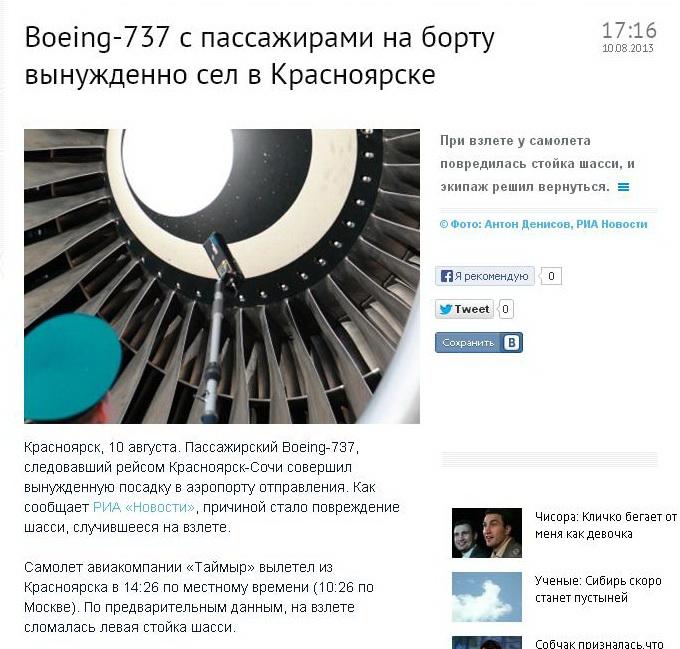 Boeing-737 с пассажирами на борту
вынужденно сел в Красноярске
17:16
10.08.2013
При взлете у самолета
повредилась стойка шасси, и
экипаж решил вернуться.
© Фото: Антон Денисов, РИА Новости
Я рекомендую 0
Tweet 0
Сохранить В
Красноярск, 10 августа. Пассажирский Boeing-737,
следовавший рейсом Красноярск-Сочи совершил
вынужденную посадку в аэропорту отправления. Как
сообщает РИА «Новости», причиной стало повреждение
шасси, случившееся на взлете.
Самолет авиакомпании «Таймыр» вылетел из
Красноярска в 14:26 по местному времени (10:26 по
Москве). По предварительным данным, на взлете
сломалась левая стойка шасси.
Чисора: Кличко бегает от
меня как девочка
Ученые: Сибирь скоро
станет пустыней
Собчак призналась,что